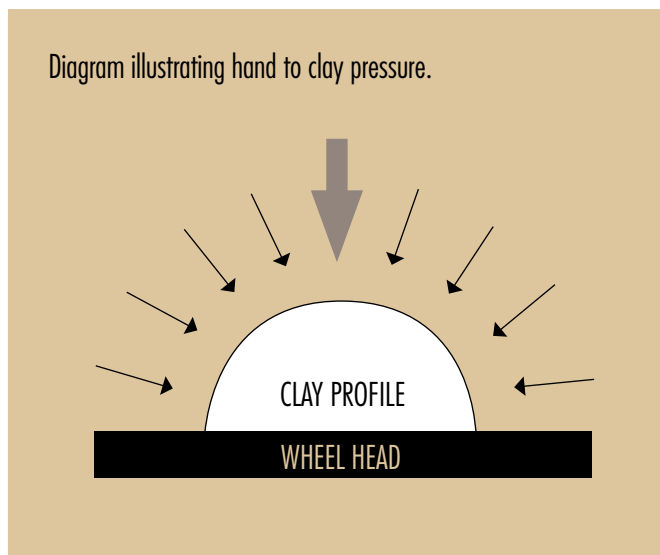 Diagram illustrating hand to clay pressure.
CLAY PROFILE
WHEEL HEAD